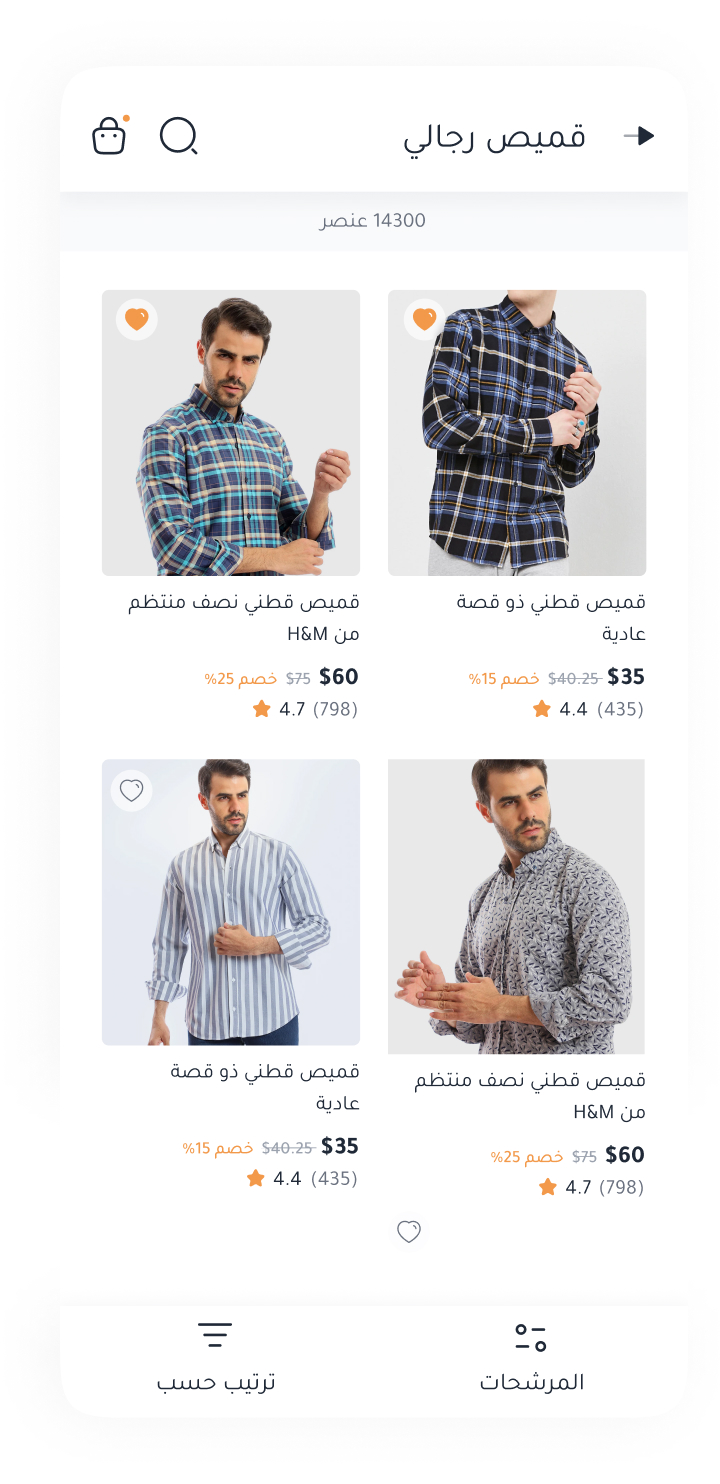 قميص رجالي
14300 عنصر
قميص قطني ذو قصة
عادية
$35 $40.25 خصم 15%
(435) 4.4
قميص قطني نصف منتظم
من H&M
$60 $75 خصم 25%
(798) 4.7
قميص قطني نصف منتظم
من H&M
$60 $75 خصم 25%
(798) 4.7
قميص قطني ذو قصة
عادية
$35 $40.25 خصم 15%
(435) 4.4
المرشحات
ترتيب حسب